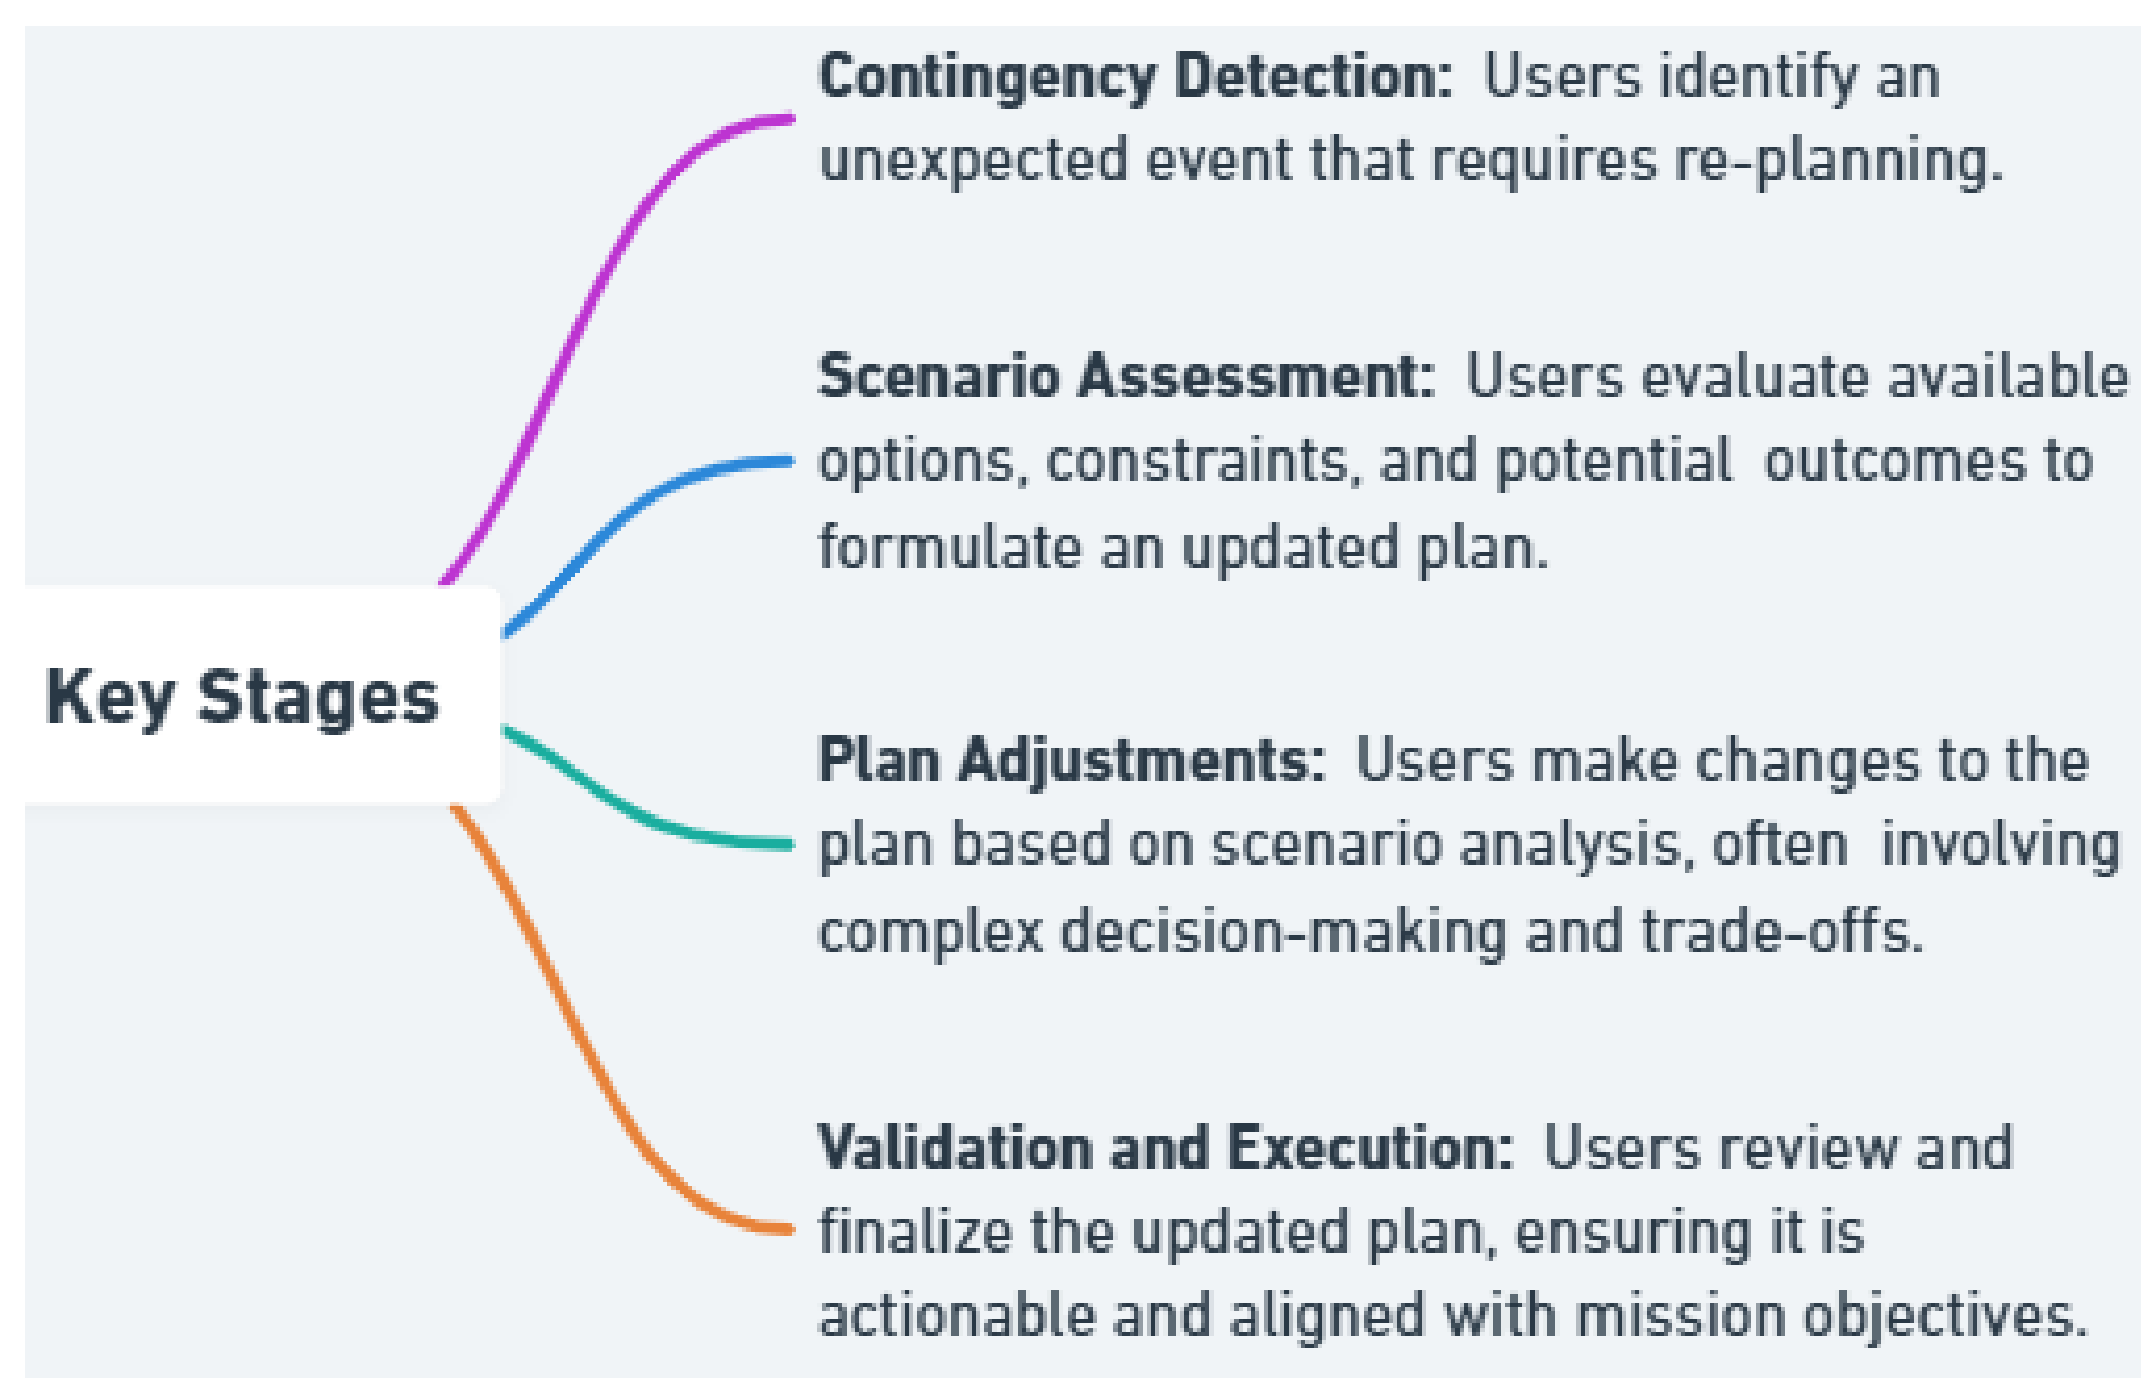 Contingency Detection: Users identify an
unexpected event that requires re-planning.
Scenario Assessment: Users evaluate available
options, constraints, and potential outcomes to
formulate an updated plan.
Key Stages
Plan Adjustments: Users make changes to the
plan based on scenario analysis, often involving
complex decision-making and trade-offs.
Validation and Execution: Users review and
finalize the updated plan, ensuring it is
actionable and aligned with mission objectives.